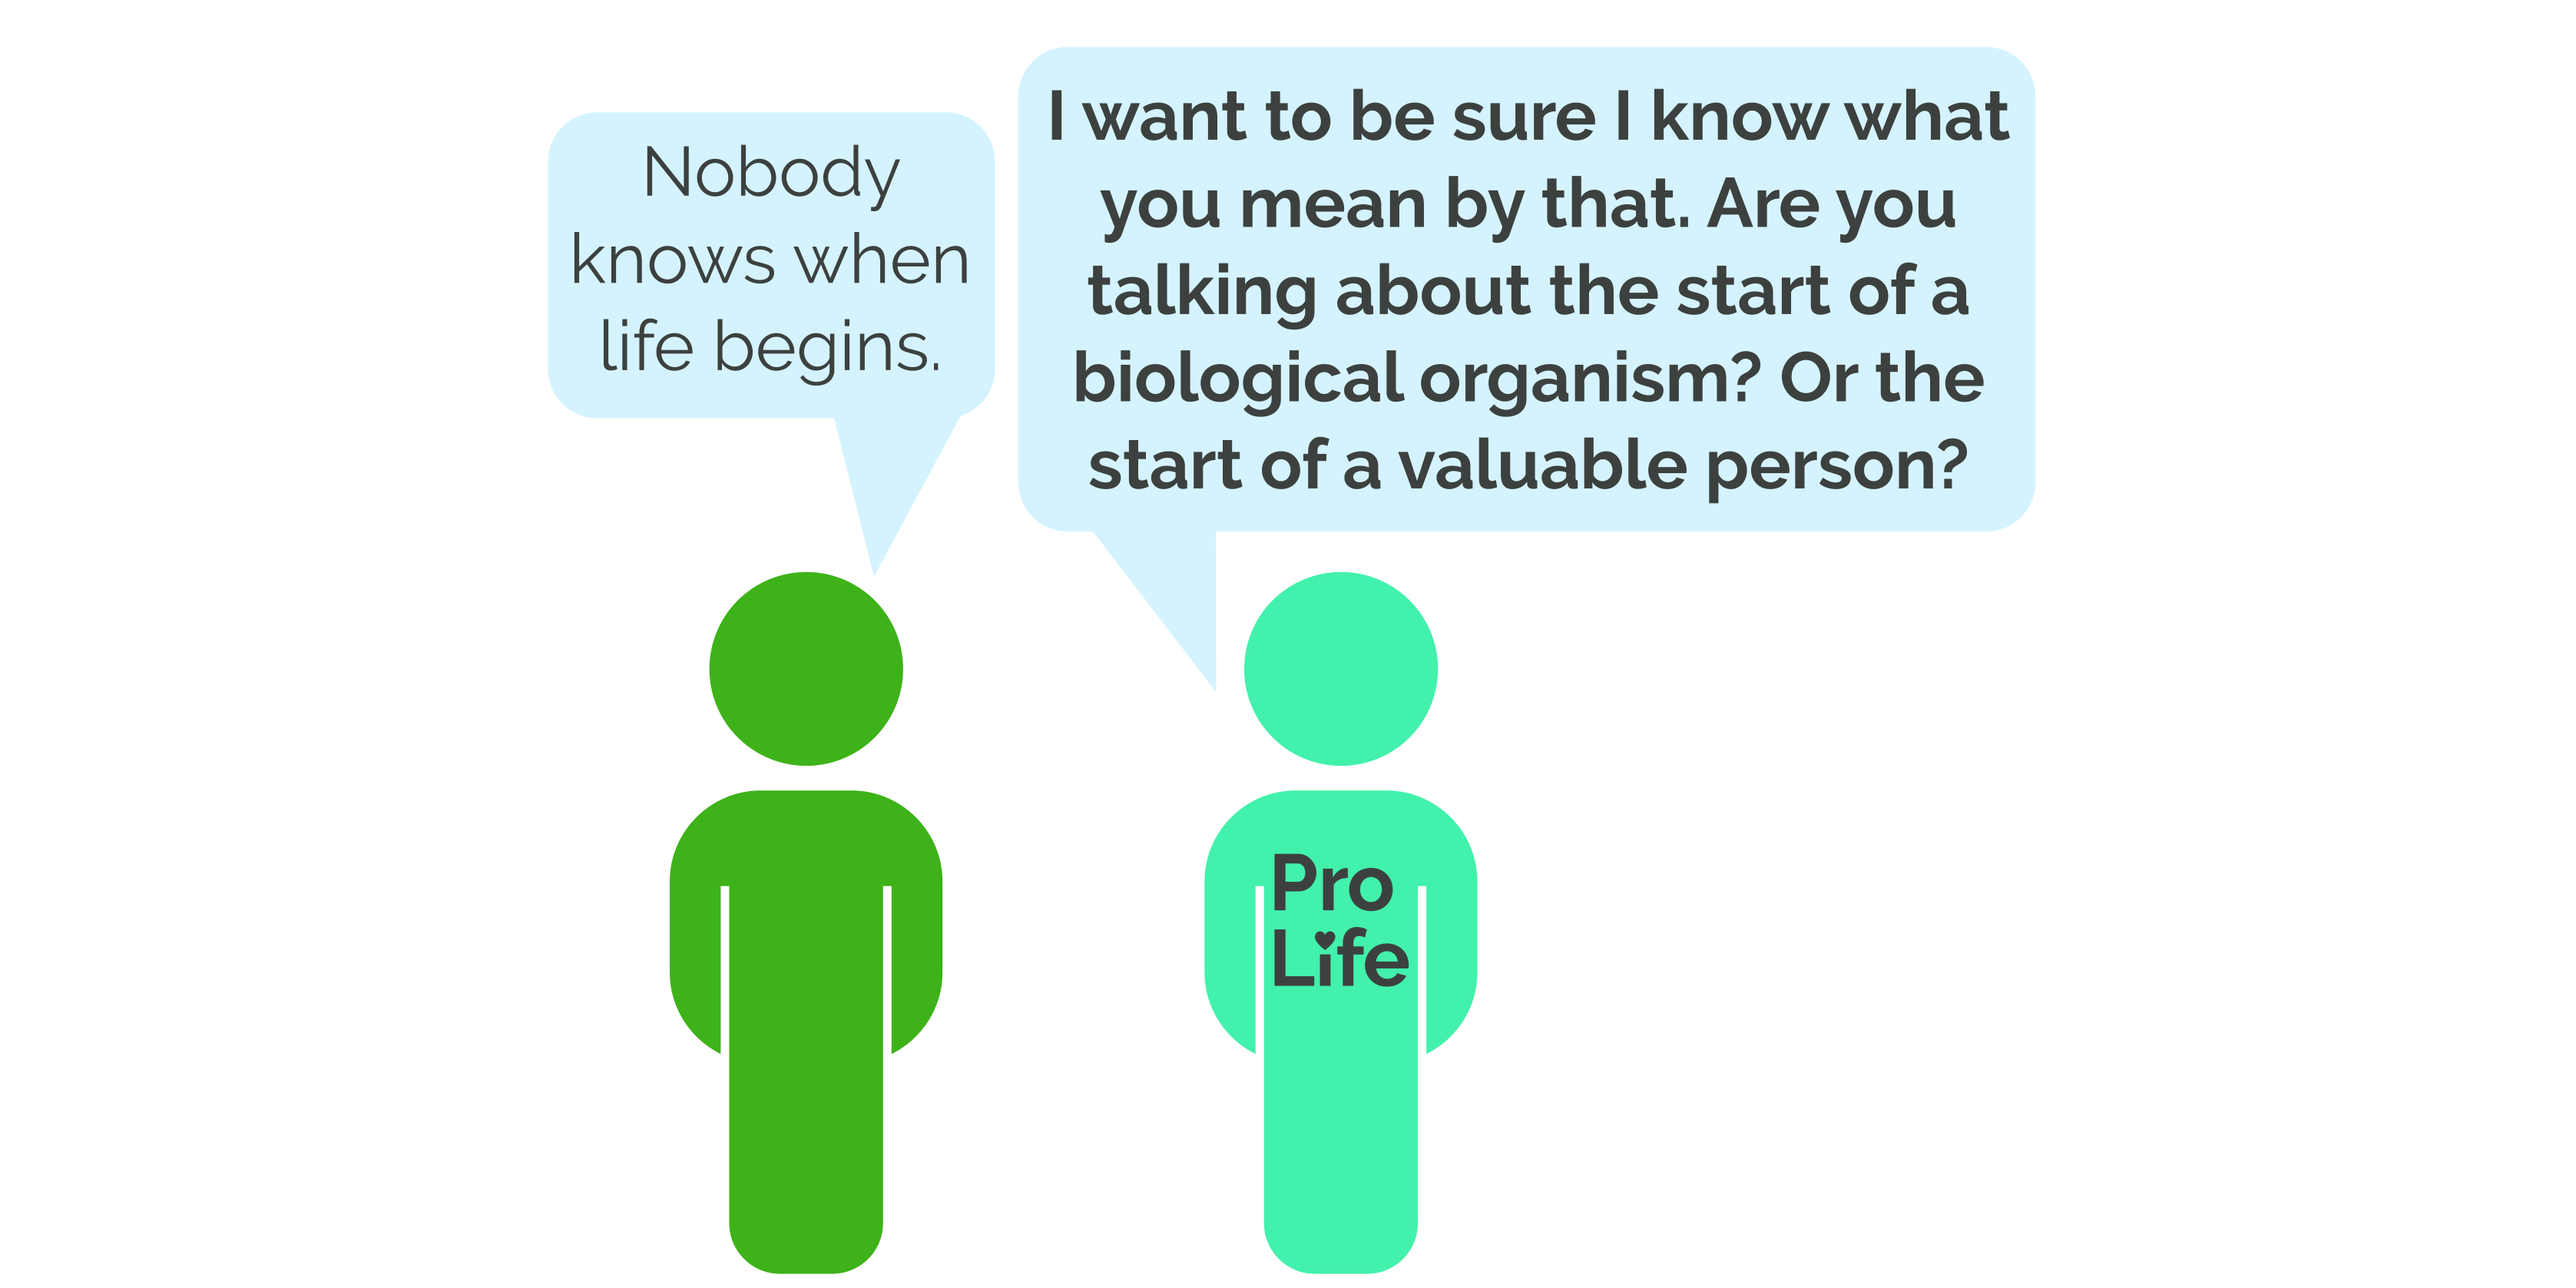 Nobody
knows when
life begins.
I want to be sure I know what
you mean by that. Are you
talking about the start of a
biological organism? Or the
start of a valuable person?
Pro
Life